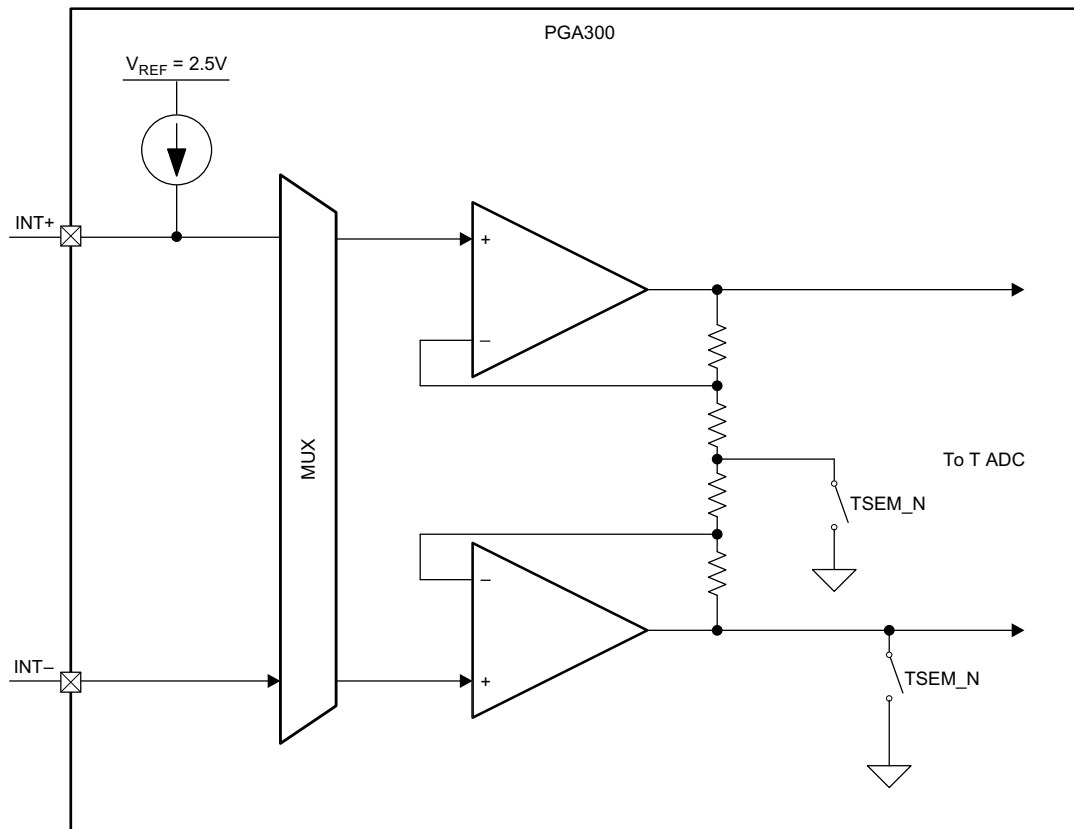 PGA300
V_REF = 2.5V
INT+
+
–
MUX
To T ADC
TSEM_N
–
INT–
+
TSEM_N